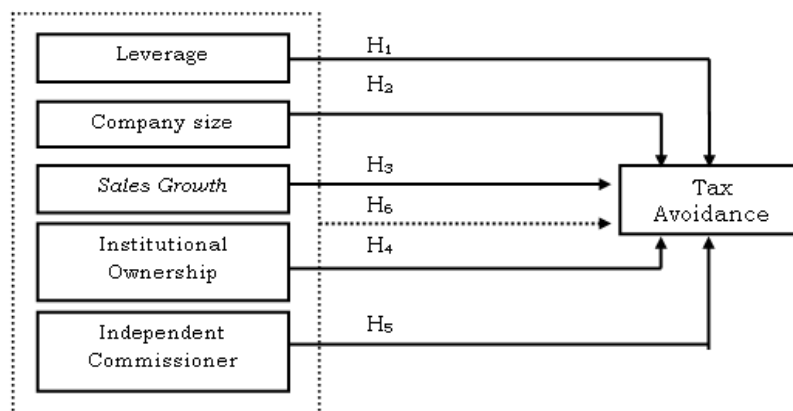 Leverage
H₁
Company size
H₂
Sales Growth
H₃
H₆
Institutional
Ownership
H₄
Independent
Commissioner
H₅
Tax
Avoidance